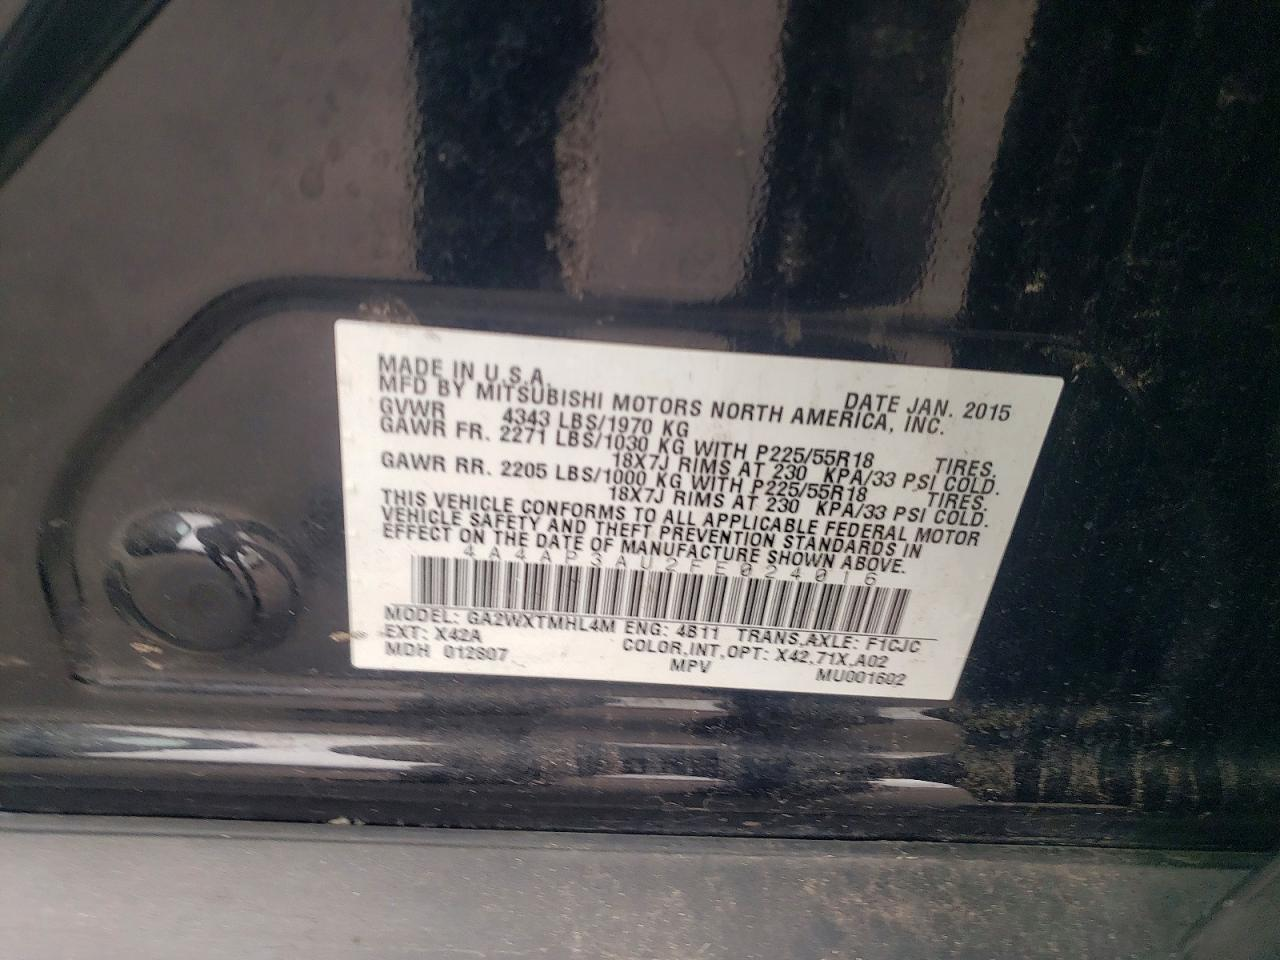 MADE IN U.S.A. DATE JAN. 2015
MFD BY MITSUBISHI MOTORS NORTH AMERICA, INC.
GVWR 4343 LBS/1970 KG
GAWR FR. 2271 LBS/1030 KG WITH P225/55R18 TIRES.
18X7J RIMS AT 230 KPA/33 PSI COLD.
GAWR RR. 2205 LBS/1000 KG WITH P225/55R18 TIRES.
18X7J RIMS AT 230 KPA/33 PSI COLD.
THIS VEHICLE CONFORMS TO ALL APPLICABLE FEDERAL MOTOR
VEHICLE SAFETY AND THEFT PREVENTION STANDARDS IN
EFFECT ON THE DATE OF MANUFACTURE SHOWN ABOVE.
4A4AP3AU2FE024016
MODEL: GA2WXTMHL4M ENG: 4B11 TRANS,AXLE: F1CJC
EXT: X42A COLOR,INT,OPT: X42,71X,A02
MDH 012807 MPV MU001602